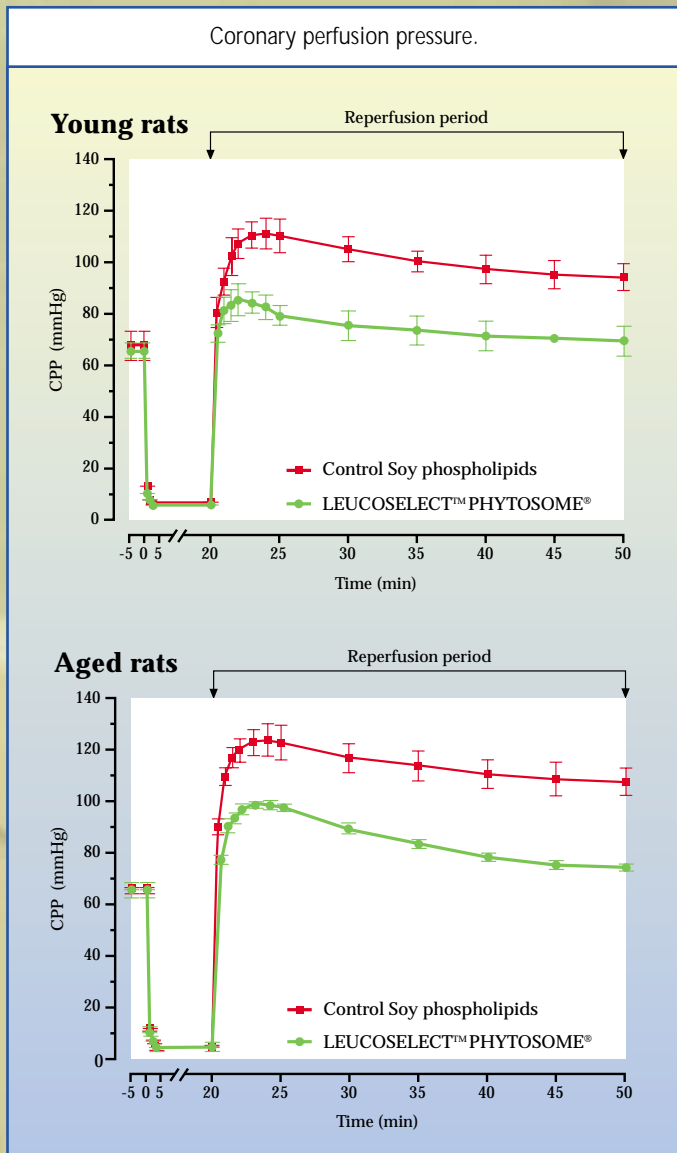 Coronary perfusion pressure.
Young rats
Reperfusion period
140
120
100
80
60
40
20
0
CPP (mmHg)
Control Soy phospholipids
LEUCOSELECT™ PHYTOSOME®
-5 0 5 20 25 30 35 40 45 50
Time (min)
Aged rats
Reperfusion period
140
120
100
80
60
40
20
0
CPP (mmHg)
Control Soy phospholipids
LEUCOSELECT™ PHYTOSOME®
-5 0 5 20 25 30 35 40 45 50
Time (min)